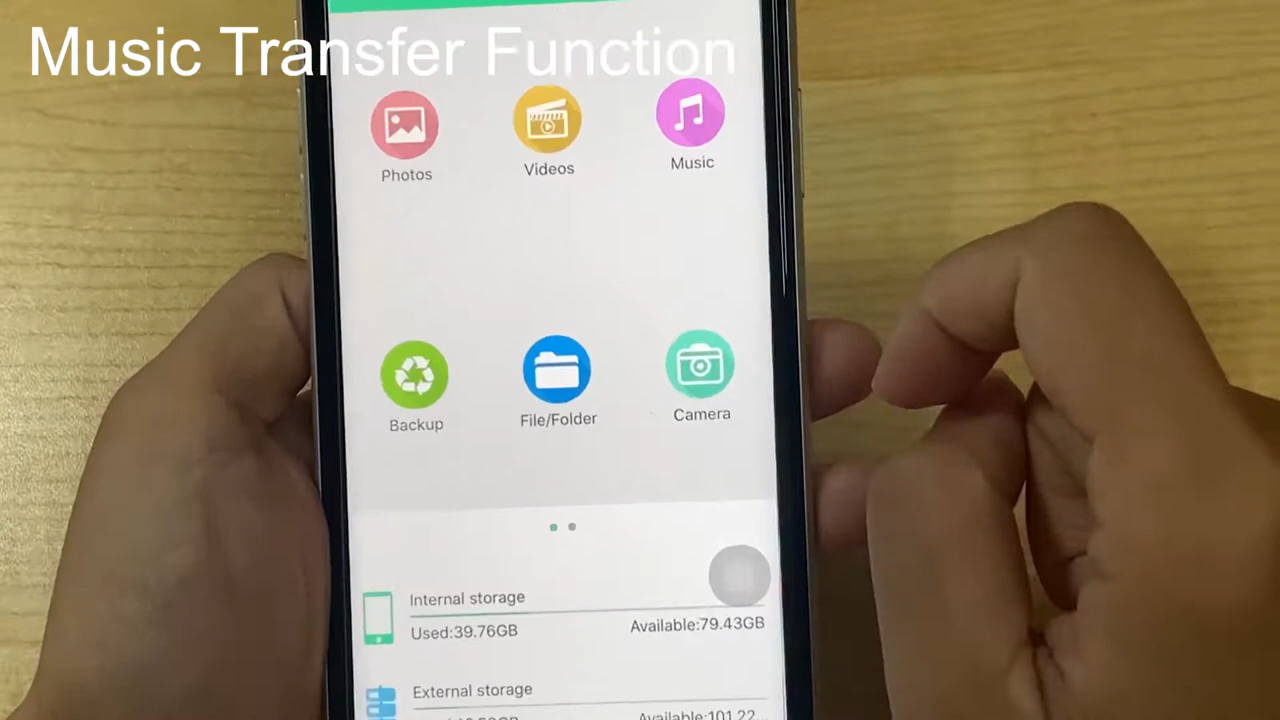 Music Transfer Function
Photos
Videos
Music
Backup
File/Folder
Camera
Internal storage
Used:39.76GB
Available:79.43GB
External storage
Available:101.22...